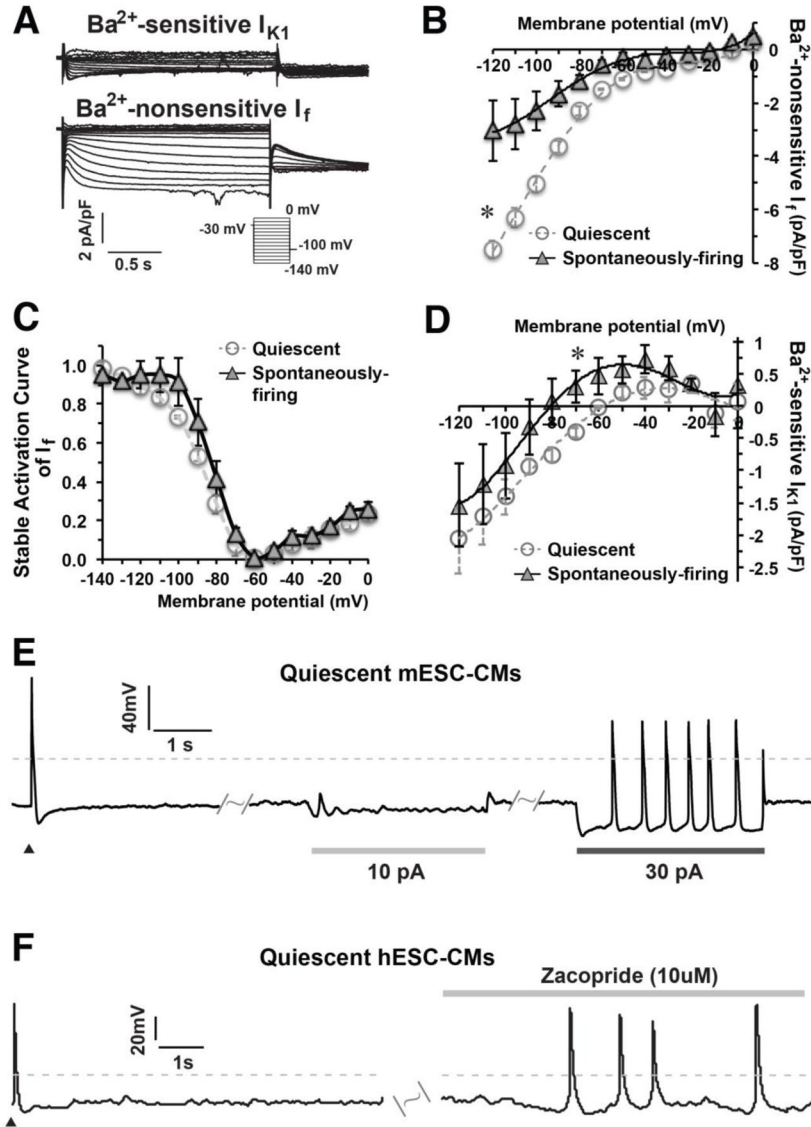 A
Ba²⁺-sensitive I_K1
Ba²⁺-nonsensitive I_f
2 pA/pF
0.5 s
0 mV
-30 mV
-100 mV
-140 mV
B
Membrane potential (mV)
-120 -100 -80 -60 -40 -20 0
0
-2
-4
-6
-8
Ba²⁺-nonsensitive I_f (pA/pF)
*
Quiescent
Spontaneously-firing
C
Quiescent
Spontaneously-
firing
Stable Activation Curve
of I_f
1.0
0.8
0.6
0.4
0.2
0.0
-140 -120 -100 -80 -60 -40 -20 0
Membrane potential (mV)
D
Membrane potential (mV)
*
1
0.5
0
-0.5
-1
-1.5
-2
-2.5
-120 -100 -80 -60 -40 -20 0
Ba²⁺-sensitive I_K1 (pA/pF)
Quiescent
Spontaneously-firing
E
Quiescent mESC-CMs
40mV
1 s
10 pA
30 pA
F
Quiescent hESC-CMs
Zacopride (10uM)
20mV
1s